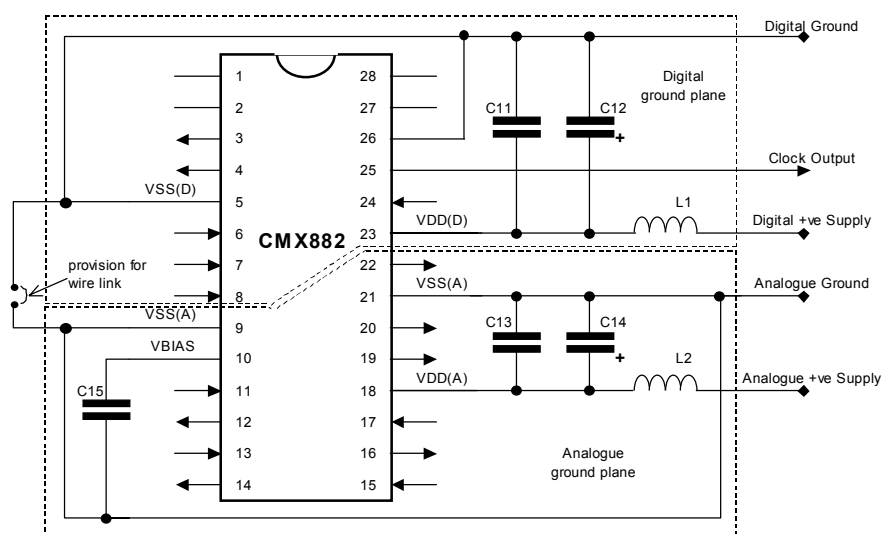 Digital Ground
1
28
Digital
ground plane
2
27
C11
C12
3
26
+
4
25
Clock Output
VSS(D)
5
24
L1
6
CMX882
VDD(D)
23
Digital +ve Supply
7
22
provision for
wire link
8
21
VSS(A)
Analogue Ground
VSS(A)
9
20
C13
C14
VBIAS
10
19
+
L2
C15
11
18
VDD(A)
Analogue +ve Supply
12
17
13
16
Analogue
ground plane
14
15